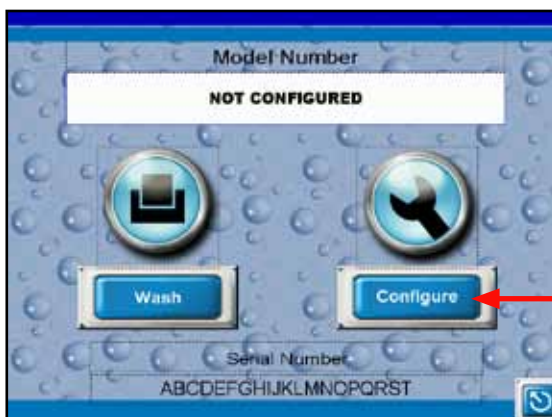 Model Number
NOT CONFIGURED
Wash
Configure
Serial Number
ABCDEFGHIJKLMNOPQRST